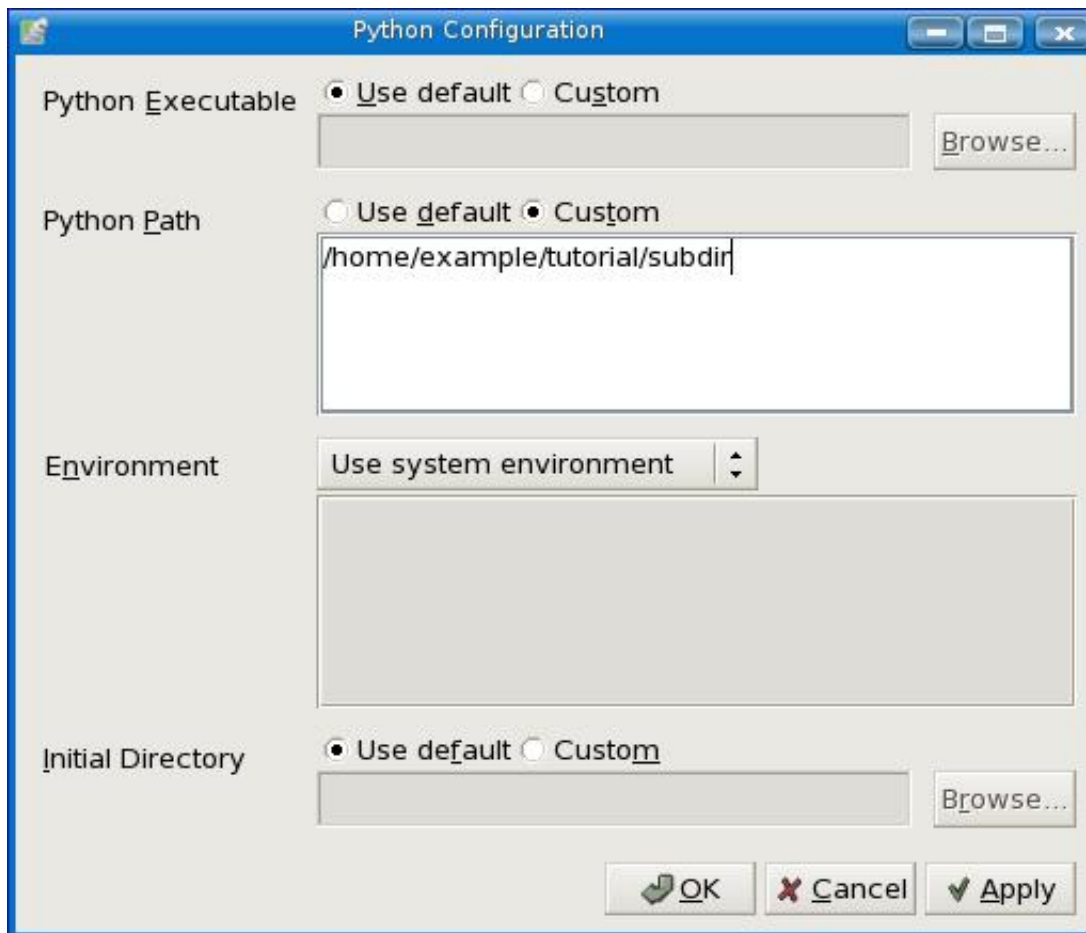 Python Configuration
Python Executable
Use default Custom
Browse...
Python Path
Use default Custom
/home/example/tutorial/subdir
Environment
Use system environment
Initial Directory
Use default Custom
Browse...
OK Cancel Apply